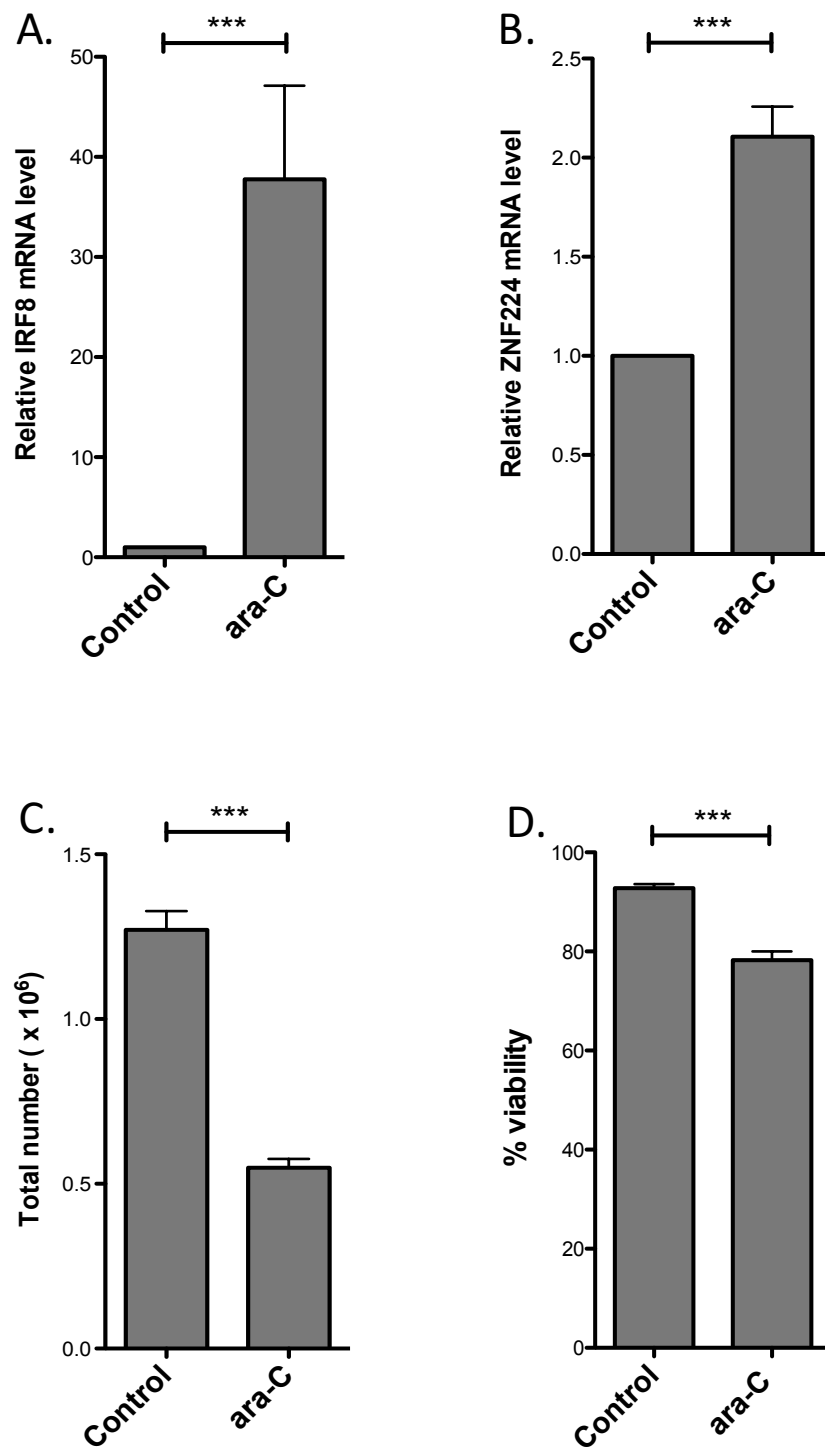 A.
***
Relative IRF8 mRNA level
50
40
30
20
10
0
Control
ara-C
B.
***
Relative ZNF224 mRNA level
2.5
2.0
1.5
1.0
0.5
0.0
Control
ara-C
C.
***
Total number ( x 10⁶)
1.5
1.0
0.5
0.0
Control
ara-C
D.
***
% viability
100
80
60
40
20
0
Control
ara-C